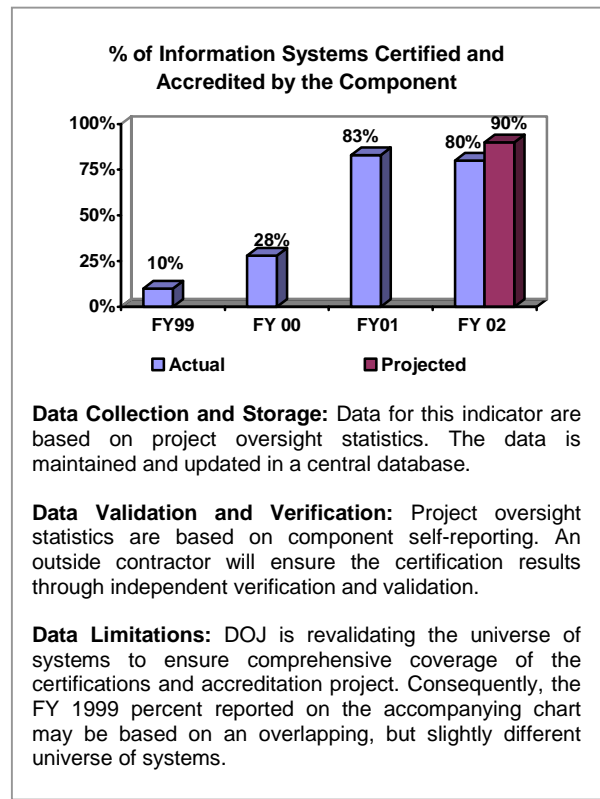 % of Information Systems Certified and
Accredited by the Component
100%
75%
50%
25%
0%
10%
28%
83%
80%
90%
FY99
FY 00
FY01
FY 02
Actual
Projected
Data Collection and Storage: Data for this indicator are
based on project oversight statistics. The data is
maintained and updated in a central database.
Data Validation and Verification: Project oversight
statistics are based on component self-reporting. An
outside contractor will ensure the certification results
through independent verification and validation.
Data Limitations: DOJ is revalidating the universe of
systems to ensure comprehensive coverage of the
certifications and accreditation project. Consequently, the
FY 1999 percent reported on the accompanying chart
may be based on an overlapping, but slightly different
universe of systems.